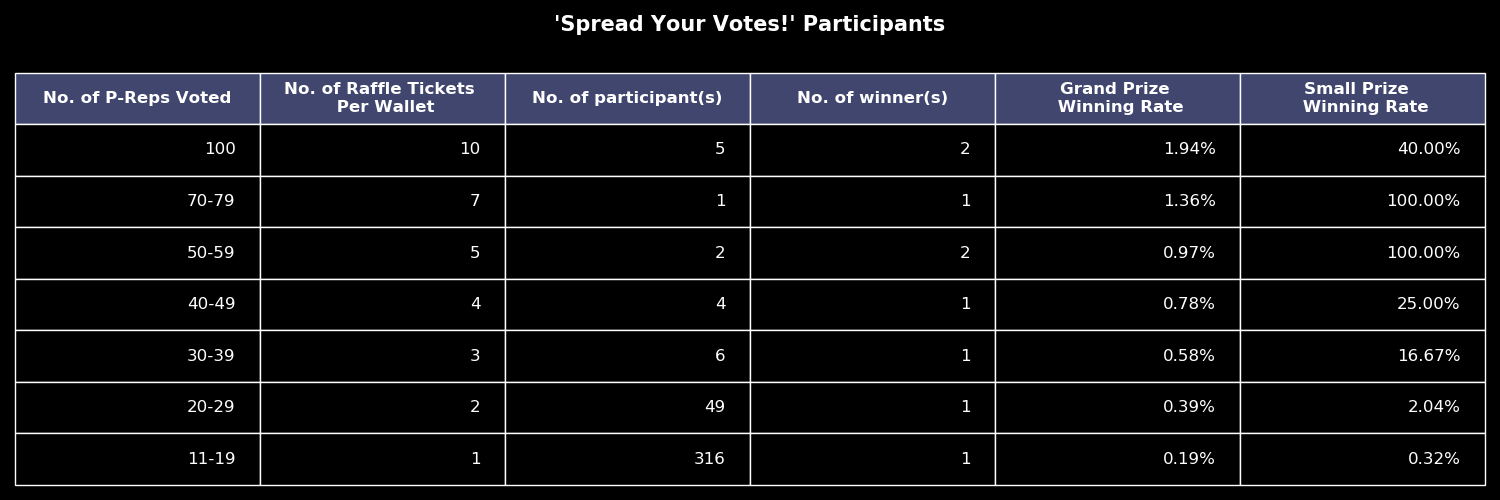 'Spread Your Votes!' Participants
No. of P-Reps Voted No. of Raffle Tickets Per Wallet No. of participant(s) No. of winner(s) Grand Prize Winning Rate Small Prize Winning Rate
100 10 5 2 1.94% 40.00%
70-79 7 1 1 1.36% 100.00%
50-59 5 2 2 0.97% 100.00%
40-49 4 4 1 0.78% 25.00%
30-39 3 6 1 0.58% 16.67%
20-29 2 49 1 0.39% 2.04%
11-19 1 316 1 0.19% 0.32%